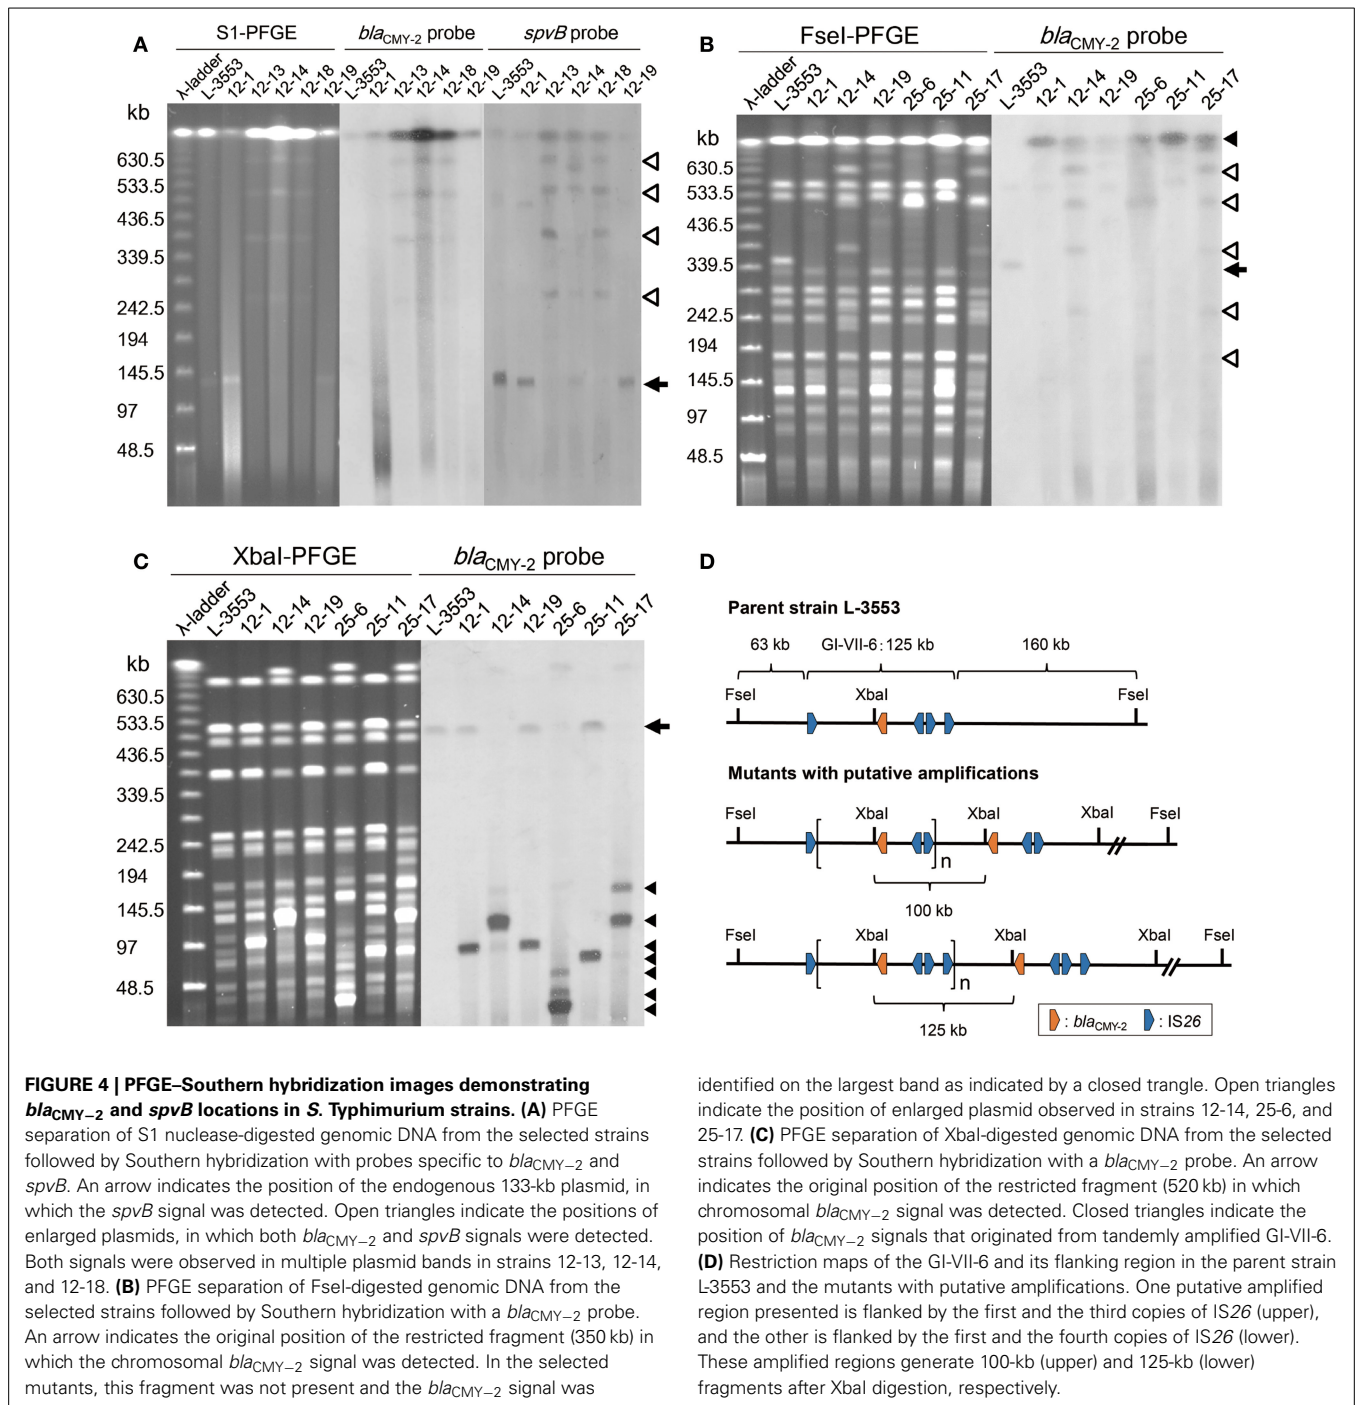 A
S1-PFGE
blaCMY-2 probe
spvB probe
λ-ladder
L-3553
12-1
12-13
12-14
12-18
12-19
L-3553
12-1
12-13
12-14
12-18
12-19
L-3553
12-1
12-13
12-14
12-18
12-19
kb
630.5
533.5
436.5
339.5
242.5
194
145.5
97
48.5
B
FseI-PFGE
blaCMY-2 probe
λ-ladder
L-3553
12-1
12-14
12-19
25-6
25-11
25-17
L-3553
12-1
12-14
12-19
25-6
25-11
25-17
kb
630.5
533.5
436.5
339.5
242.5
194
145.5
97
48.5
C
XbaI-PFGE
blaCMY-2 probe
λ-ladder
L-3553
12-1
12-14
12-19
25-6
25-11
25-17
L-3553
12-1
12-14
12-19
25-6
25-11
25-17
kb
630.5
533.5
436.5
339.5
242.5
194
145.5
97
48.5
D
Parent strain L-3553
63 kb
GI-VII-6 : 125 kb
160 kb
FseI
XbaI
FseI
Mutants with putative amplifications
FseI
XbaI
XbaI
XbaI
FseI
n
100 kb
FseI
XbaI
XbaI
XbaI
FseI
n
125 kb
: blaCMY-2
: IS26
FIGURE 4 | PFGE–Southern hybridization images demonstrating
blaCMY−2 and spvB locations in S. Typhimurium strains. (A) PFGE
separation of S1 nuclease-digested genomic DNA from the selected strains
followed by Southern hybridization with probes specific to blaCMY−2 and
spvB. An arrow indicates the position of the endogenous 133-kb plasmid, in
which the spvB signal was detected. Open triangles indicate the positions of
enlarged plasmids, in which both blaCMY−2 and spvB signals were detected.
Both signals were observed in multiple plasmid bands in strains 12-13, 12-14,
and 12-18. (B) PFGE separation of FseI-digested genomic DNA from the
selected strains followed by Southern hybridization with a blaCMY−2 probe.
An arrow indicates the original position of the restricted fragment (350 kb) in
which the chromosomal blaCMY−2 signal was detected. In the selected
mutants, this fragment was not present and the blaCMY−2 signal was
identified on the largest band as indicated by a closed trangle. Open triangles
indicate the position of enlarged plasmid observed in strains 12-14, 25-6, and
25-17. (C) PFGE separation of XbaI-digested genomic DNA from the selected
strains followed by Southern hybridization with a blaCMY−2 probe. An arrow
indicates the original position of the restricted fragment (520 kb) in which
chromosomal blaCMY−2 signal was detected. Closed triangles indicate the
position of blaCMY−2 signals that originated from tandemly amplified GI-VII-6.
(D) Restriction maps of the GI-VII-6 and its flanking region in the parent strain
L-3553 and the mutants with putative amplifications. One putative amplified
region presented is flanked by the first and the third copies of IS26 (upper),
and the other is flanked by the first and the fourth copies of IS26 (lower).
These amplified regions generate 100-kb (upper) and 125-kb (lower)
fragments after XbaI digestion, respectively.